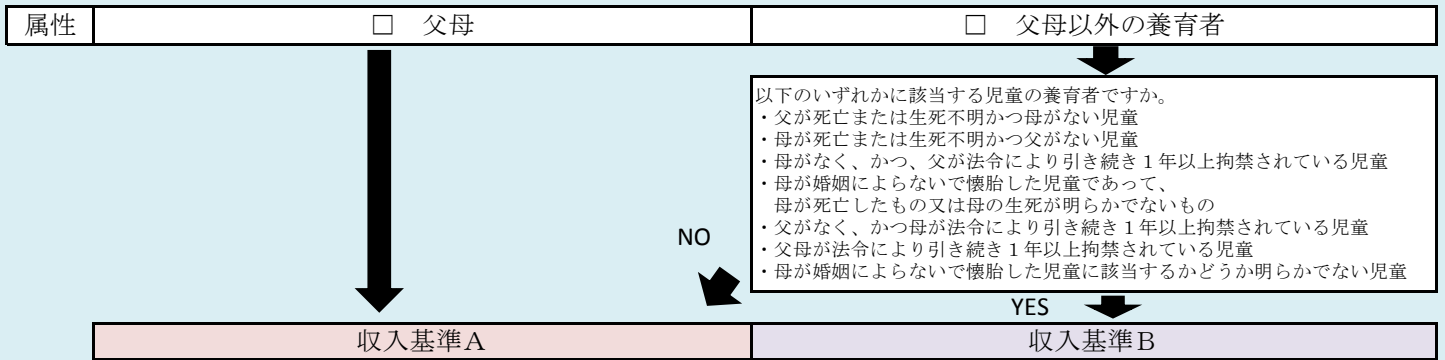 属性
□ 父母
□ 父母以外の養育者
以下のいずれかに該当する児童の養育者ですか。
・父が死亡または生死不明かつ母がない児童
・母が死亡または生死不明かつ父がない児童
・母がなく、かつ、父が法令により引き続き１年以上拘禁されている児童
・母が婚姻によらないで懐胎した児童であって、
母が死亡したもの又は母の生死が明らかでないもの
・父がなく、かつ母が法令により引き続き１年以上拘禁されている児童
・父母が法令により引き続き１年以上拘禁されている児童
・母が婚姻によらないで懐胎した児童に該当するかどうか明らかでない児童
NO
YES
収入基準Ａ
収入基準Ｂ